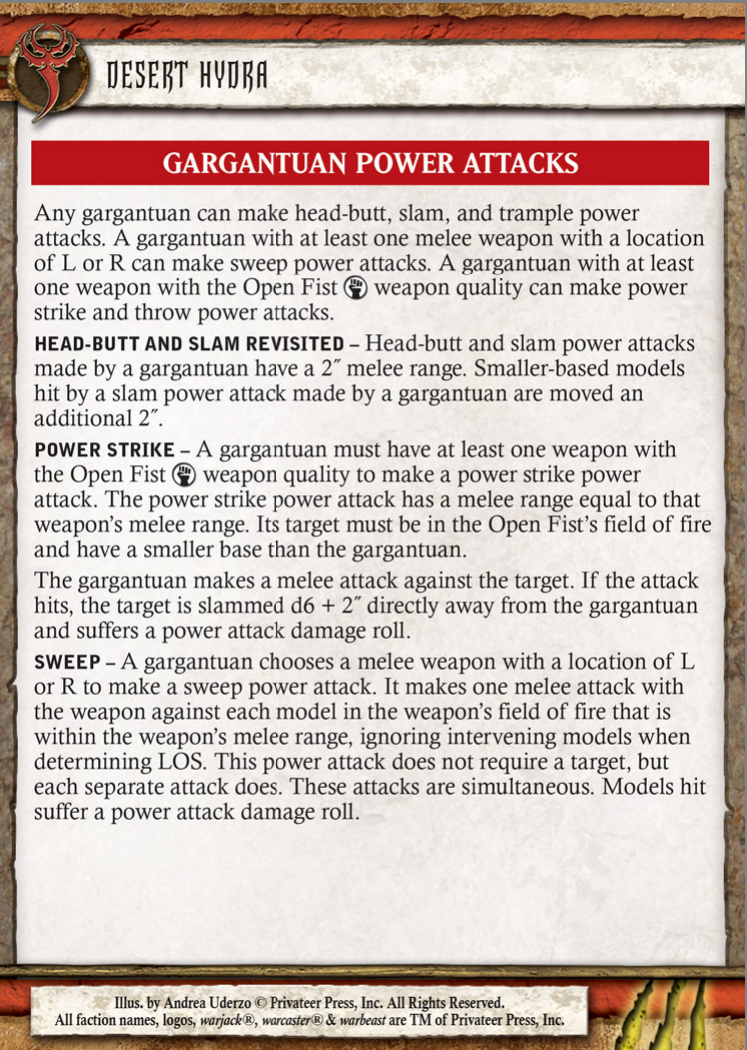 DESERT HYDRA
GARGANTUAN POWER ATTACKS
Any gargantuan can make head-butt, slam, and trample power
attacks. A gargantuan with at least one melee weapon with a location
of L or R can make sweep power attacks. A gargantuan with at least
one weapon with the Open Fist weapon quality can make power
strike and throw power attacks.
HEAD-BUTT AND SLAM REVISITED – Head-butt and slam power attacks
made by a gargantuan have a 2˝ melee range. Smaller-based models
hit by a slam power attack made by a gargantuan are moved an
additional 2˝.
POWER STRIKE – A gargantuan must have at least one weapon with
the Open Fist weapon quality to make a power strike power
attack. The power strike power attack has a melee range equal to that
weapon's melee range. Its target must be in the Open Fist's field of fire
and have a smaller base than the gargantuan.
The gargantuan makes a melee attack against the target. If the attack
hits, the target is slammed d6 + 2˝ directly away from the gargantuan
and suffers a power attack damage roll.
SWEEP – A gargantuan chooses a melee weapon with a location of L
or R to make a sweep power attack. It makes one melee attack with
the weapon against each model in the weapon's field of fire that is
within the weapon's melee range, ignoring intervening models when
determining LOS. This power attack does not require a target, but
each separate attack does. These attacks are simultaneous. Models hit
suffer a power attack damage roll.
Illus. by Andrea Uderzo © Privateer Press, Inc. All Rights Reserved.
All faction names, logos, warjack®, warcaster® & warbeast are TM of Privateer Press, Inc.